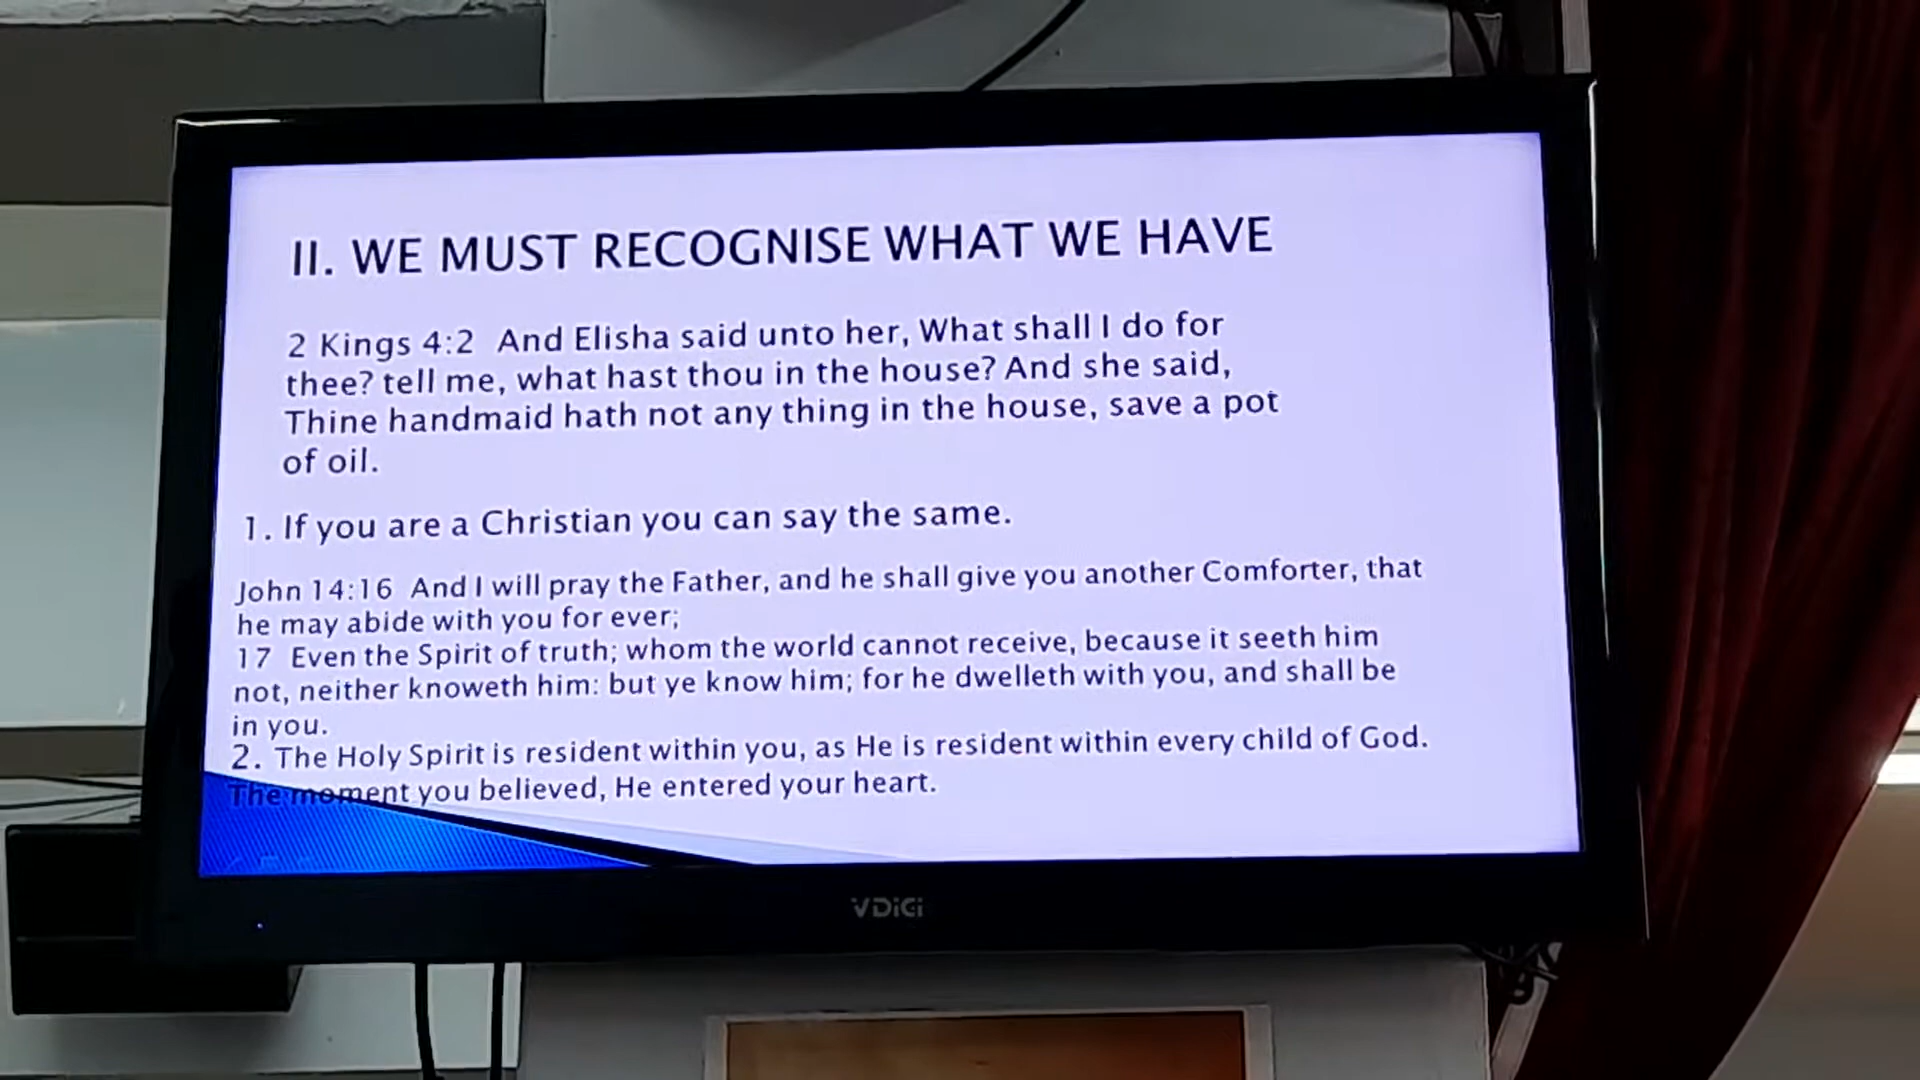 II. WE MUST RECOGNISE WHAT WE HAVE
2 Kings 4:2 And Elisha said unto her, What shall I do for
thee? tell me, what hast thou in the house? And she said,
Thine handmaid hath not any thing in the house, save a pot
of oil.
1. If you are a Christian you can say the same.
John 14:16 And I will pray the Father, and he shall give you another Comforter, that
he may abide with you for ever;
17 Even the Spirit of truth; whom the world cannot receive, because it seeth him
not, neither knoweth him: but ye know him; for he dwelleth with you, and shall be
in you.
2. The Holy Spirit is resident within you, as He is resident within every child of God.
The moment you believed, He entered your heart.
VDiGi